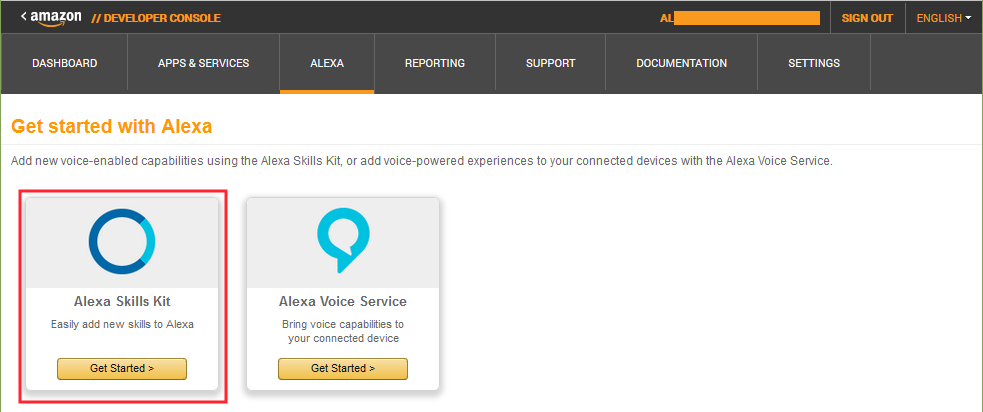 < amazon // DEVELOPER CONSOLE AL SIGN OUT ENGLISH
DASHBOARD APPS & SERVICES ALEXA REPORTING SUPPORT DOCUMENTATION SETTINGS
Get started with Alexa
Add new voice-enabled capabilities using the Alexa Skills Kit, or add voice-powered experiences to your connected devices with the Alexa Voice Service.
Alexa Skills Kit
Easily add new skills to Alexa
Get Started >
Alexa Voice Service
Bring voice capabilities to
your connected device
Get Started >